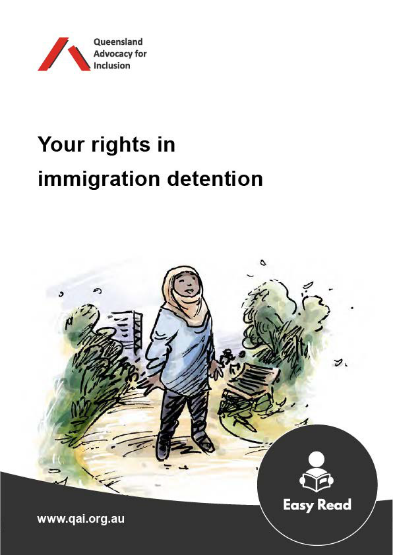 Queensland
Advocacy for
Inclusion
Your rights in
immigration detention
Easy Read
www.qai.org.au